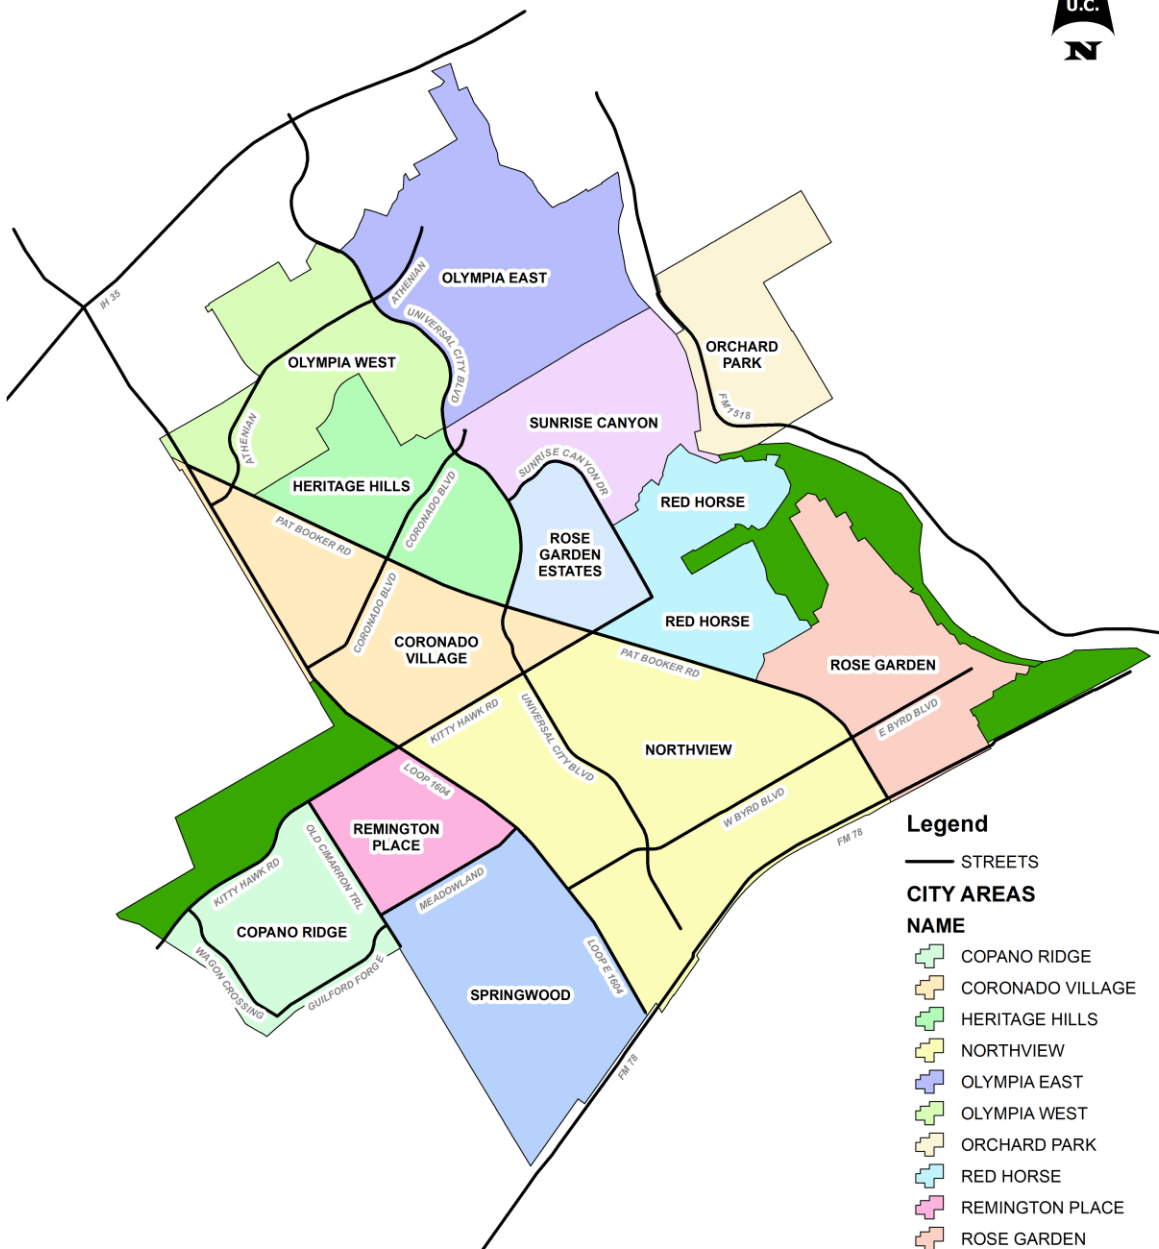 U.C.
N
IH 35
ATHENIAN
OLYMPIA EAST
UNIVERSAL CITY BLVD
OLYMPIA WEST
ORCHARD
PARK
FM 1518
ATHENIAN
SUNRISE CANYON
SUNRISE CANYON DR
HERITAGE HILLS
CORONADO BLVD
RED HORSE
PAT BOOKER RD
ROSE
GARDEN
ESTATES
CORONADO BLVD
RED HORSE
CORONADO
VILLAGE
PAT BOOKER RD
ROSE GARDEN
KITTY HAWK RD
UNIVERSAL CITY BLVD
E BYRD BLVD
NORTHVIEW
LOOP 1604
W BYRD BLVD
REMINGTON
PLACE
FM 78
OLD CIMARRON TRL
KITTY HAWK RD
MEADOWLAND
COPANO RIDGE
WAGON CROSSING
GUILFORD FORGE
LOOP E 1604
SPRINGWOOD
FM 78
Legend
STREETS
CITY AREAS
NAME
COPANO RIDGE
CORONADO VILLAGE
HERITAGE HILLS
NORTHVIEW
OLYMPIA EAST
OLYMPIA WEST
ORCHARD PARK
RED HORSE
REMINGTON PLACE
ROSE GARDEN